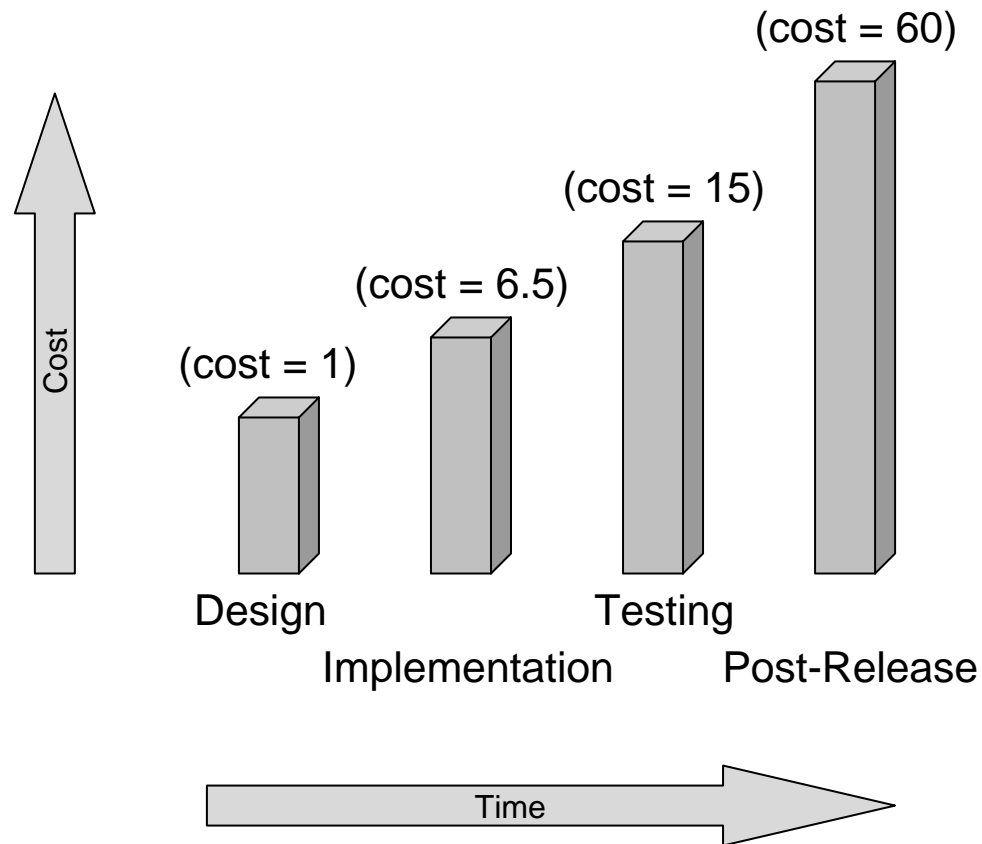 (cost = 60)
(cost = 15)
(cost = 6.5)
(cost = 1)
Cost
Design
Testing
Implementation
Post-Release
Time